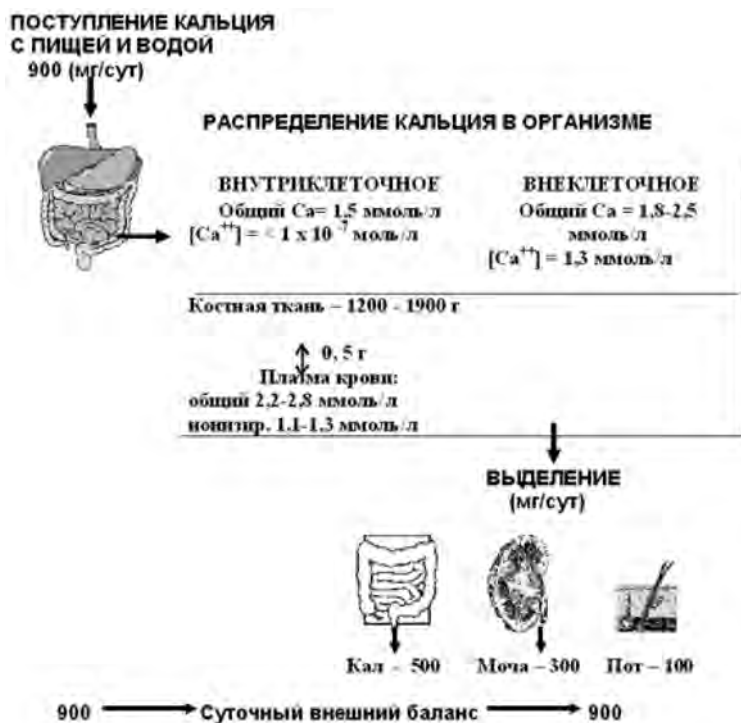 ПОСТУПЛЕНИЕ КАЛЬЦИЯ
С ПИЩЕЙ И ВОДОЙ
900 (мг/сут)
РАСПРЕДЕЛЕНИЕ КАЛЬЦИЯ В ОРГАНИЗМЕ
ВНУТРИКЛЕТОЧНОЕ
Общий Ca= 1,5 ммоль/л
[Ca⁺⁺] = < 1 x 10⁻⁷ моль/л
ВНЕКЛЕТОЧНОЕ
Общий Ca = 1,8-2,5
ммоль/л
[Ca⁺⁺] = 1,3 ммоль/л
Костная ткань – 1200 - 1900 г
0, 5 г
Плазма крови:
общий 2,2-2,8 ммоль/л
ионизир. 1,1-1,3 ммоль/л
ВЫДЕЛЕНИЕ
(мг/сут)
Кал - 500 Моча – 300 Пот – 100
900 Суточный внешний баланс 900